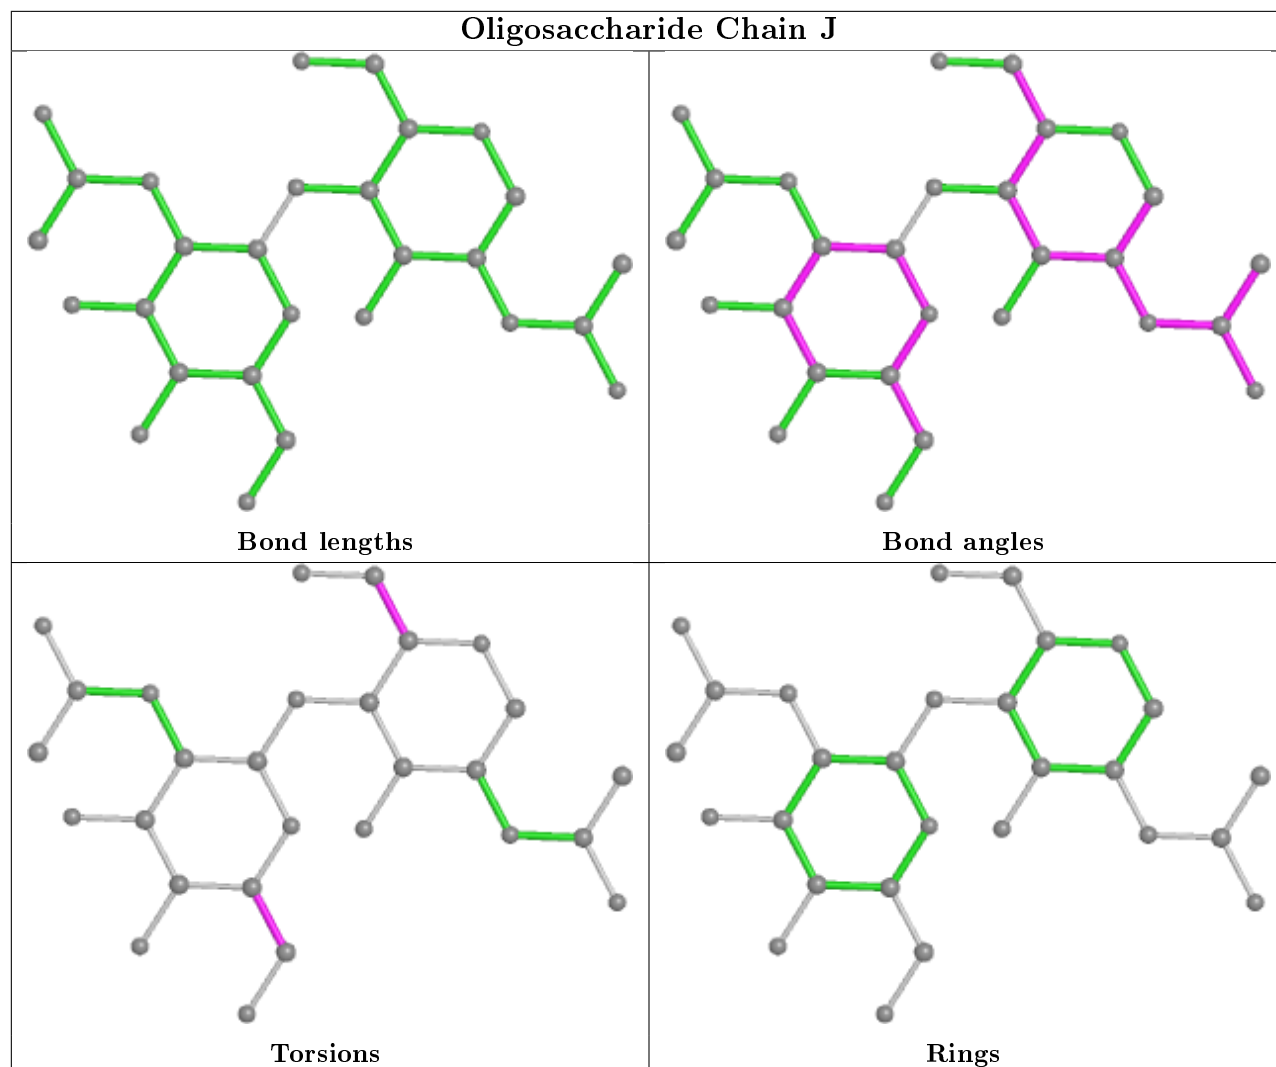 Oligosaccharide Chain J
Bond lengths
Bond angles
Torsions
Rings